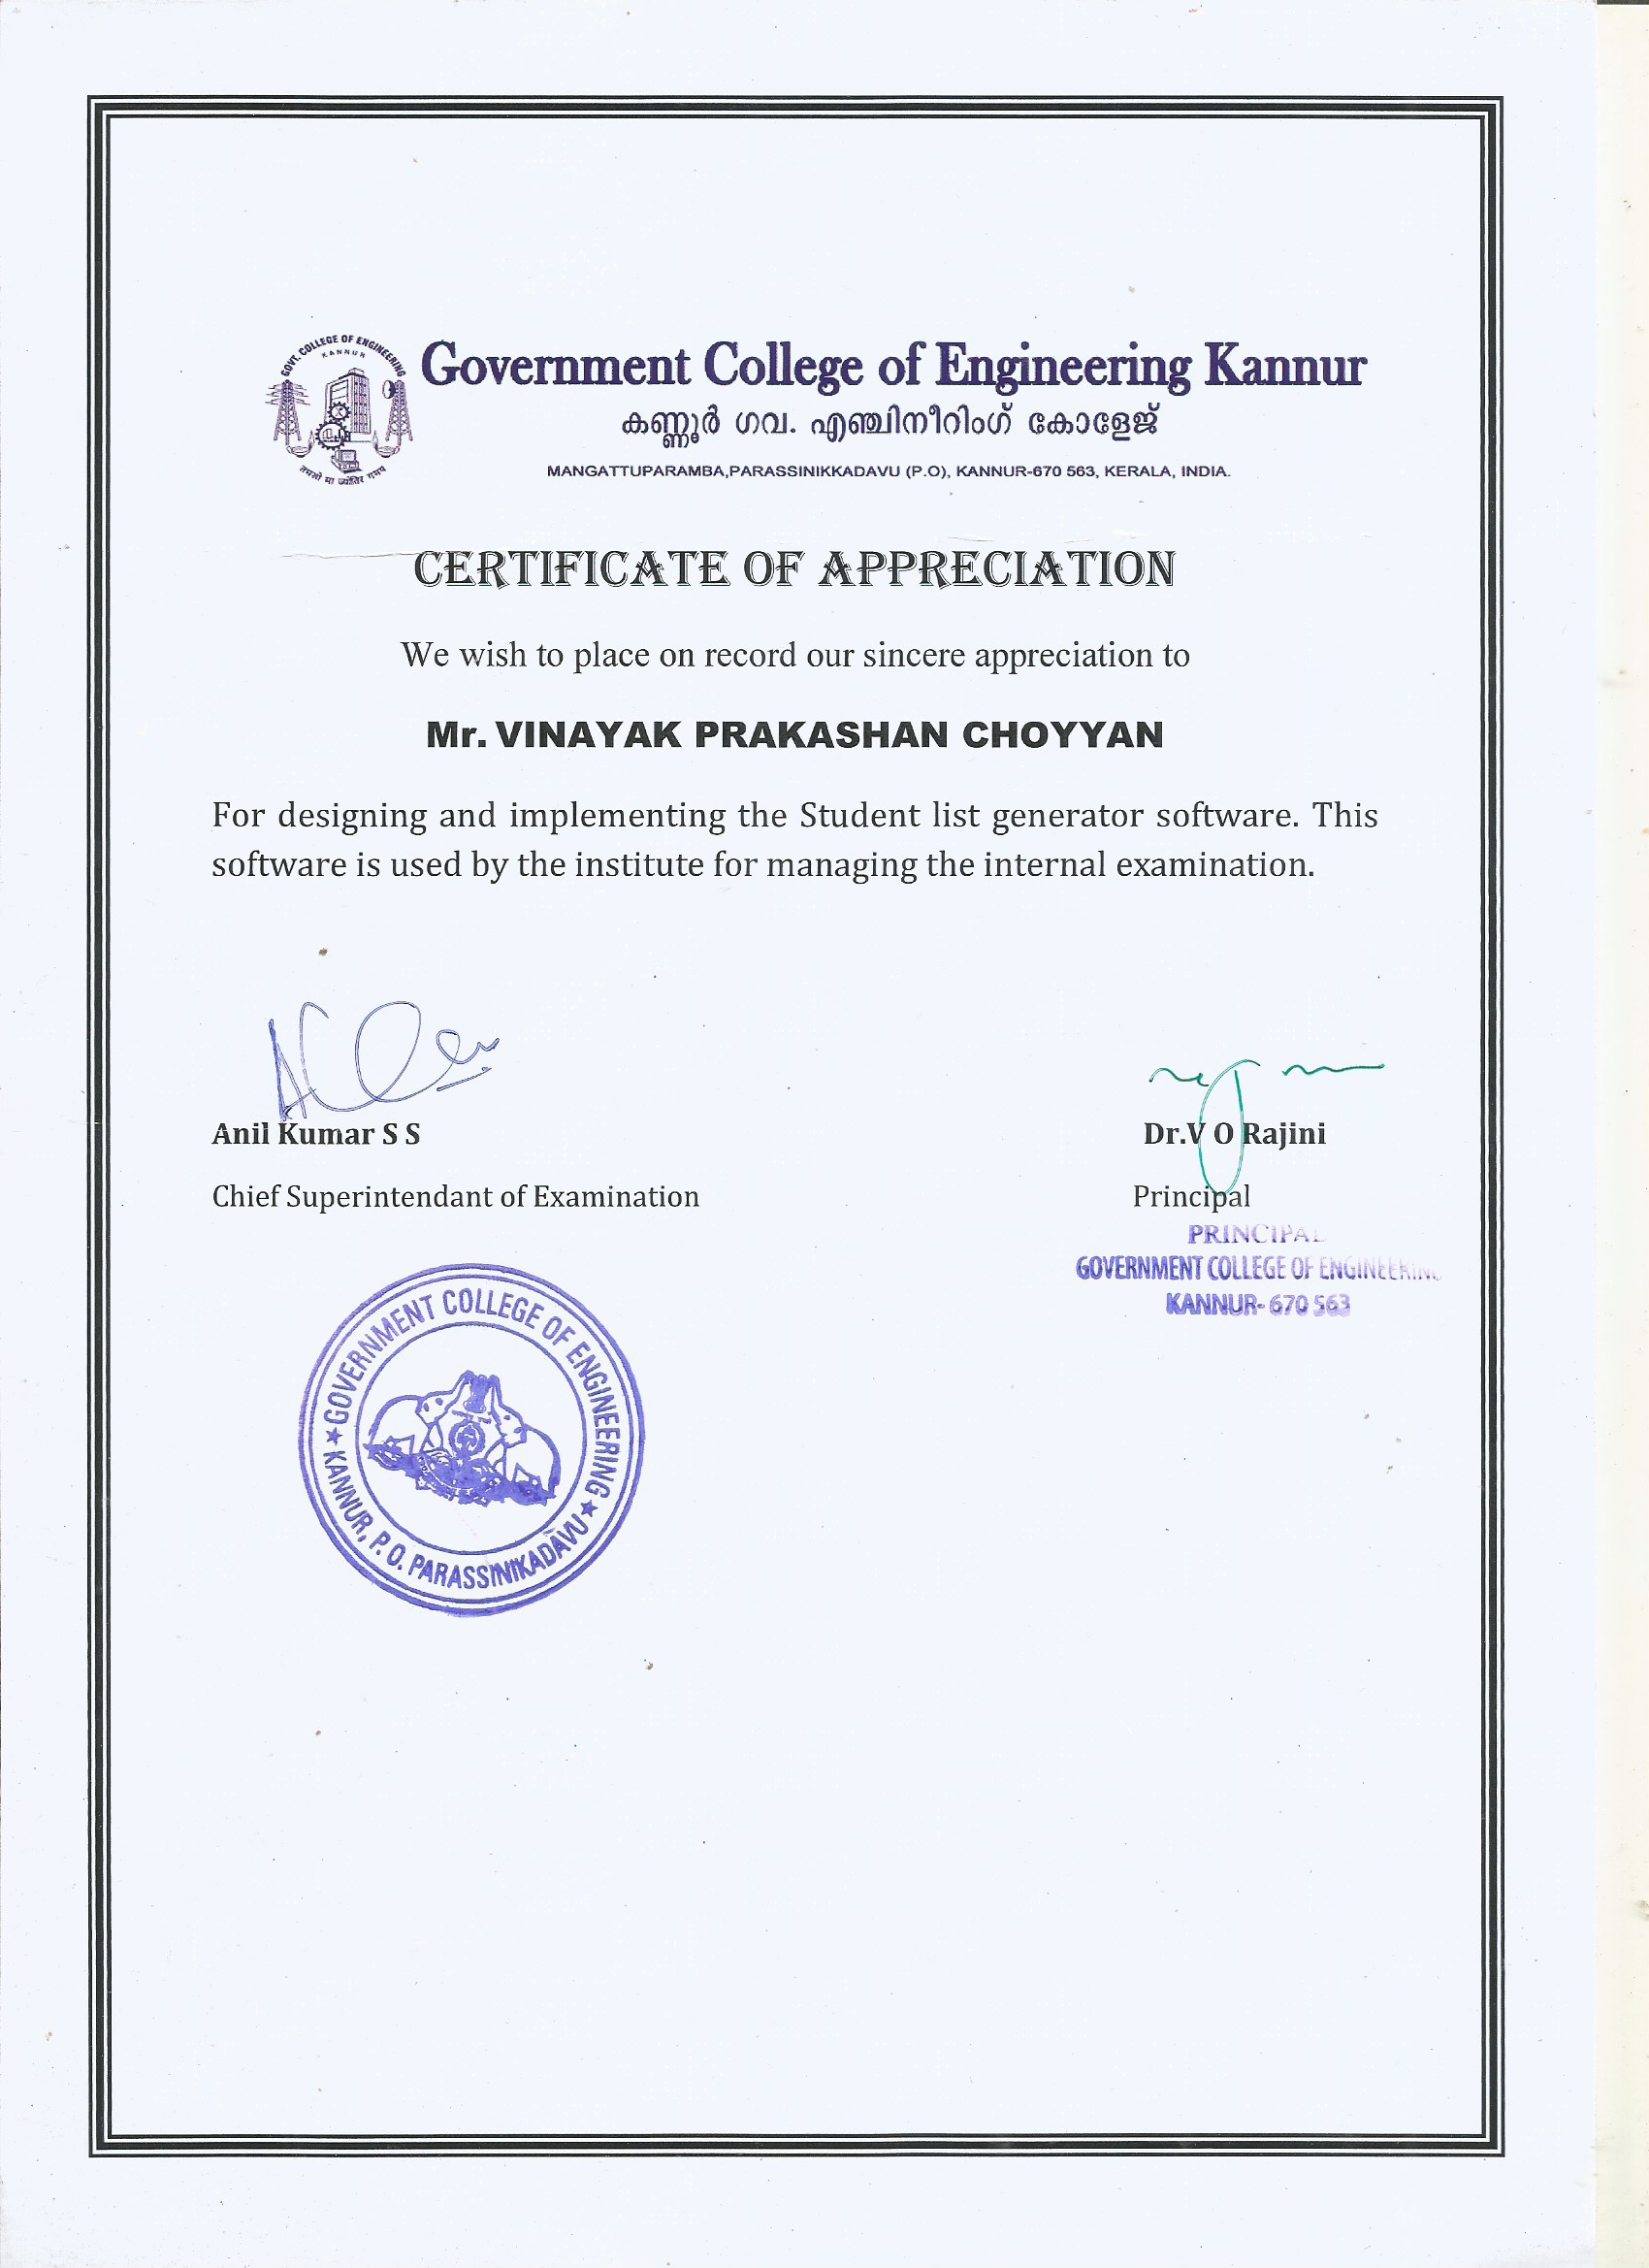 GOVT. COLLEGE OF ENGINEERING
KANNUR
तमसो मा ज्योतिर गमय
Government College of Engineering Kannur
കണ്ണൂർ ഗവ. എഞ്ചിനീറിംഗ് കോളേജ്
MANGATTUPARAMBA,PARASSINIKKADAVU (P.O), KANNUR-670 563, KERALA, INDIA.
CERTIFICATE OF APPRECIATION
We wish to place on record our sincere appreciation to
Mr. VINAYAK PRAKASHAN CHOYYAN
For designing and implementing the Student list generator software. This
software is used by the institute for managing the internal examination.
Anil Kumar S S
Dr.V O Rajini
Chief Superintendant of Examination
Principal
PRINCIPAL
GOVERNMENT COLLEGE OF ENGINEERING
KANNUR- 670 563
★ GOVERNMENT COLLEGE OF ENGINEERING ★
KANNUR, P.O. PARASSINIKADAVU